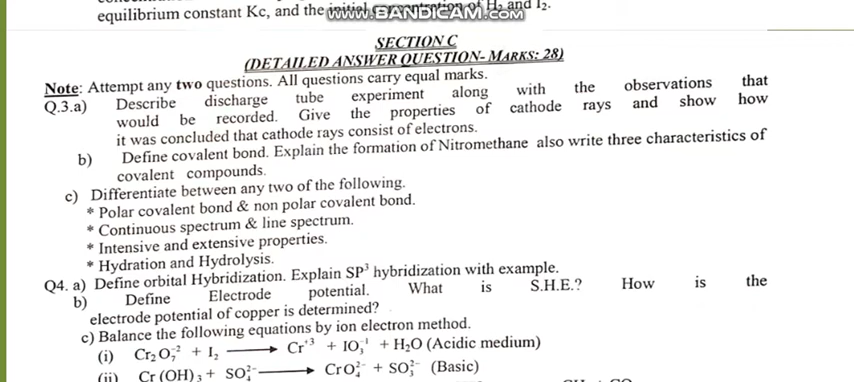 equilibrium constant Kc, and the initial of H₂ and I₂.
www.BANDICAM.com
SECTION C
(DETAILED ANSWER QUESTION- MARKS: 28)
Note: Attempt any two questions. All questions carry equal marks.
Q.3.a) Describe discharge tube experiment along with the observations that
would be recorded. Give the properties of cathode rays and show how
it was concluded that cathode rays consist of electrons.
b) Define covalent bond. Explain the formation of Nitromethane also write three characteristics of
covalent compounds.
c) Differentiate between any two of the following.
* Polar covalent bond & non polar covalent bond.
* Continuous spectrum & line spectrum.
* Intensive and extensive properties.
* Hydration and Hydrolysis.
Q4. a) Define orbital Hybridization. Explain SP³ hybridization with example.
b) Define Electrode potential. What is S.H.E.? How is the
electrode potential of copper is determined?
c) Balance the following equations by ion electron method.
(i) Cr₂O₇⁻² + I₂ ⟶ Cr⁺³ + IO₃⁻¹ + H₂O (Acidic medium)
(ii) Cr (OH)₃ + SO₄²⁻ ⟶ CrO₄²⁻ + SO₃²⁻ (Basic)